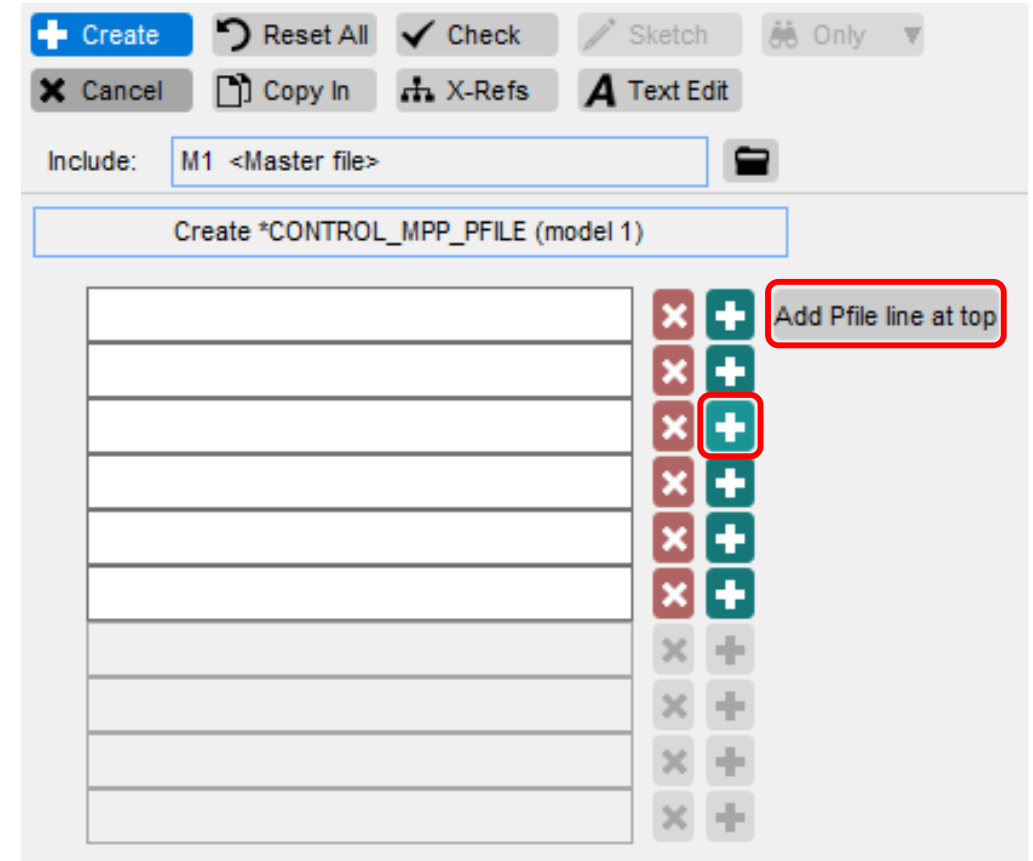 Create Reset All Check Sketch Only
Cancel Copy In X-Refs A Text Edit
Include: M1 <Master file>
Create *CONTROL_MPP_PFILE (model 1)
Add Pfile line at top